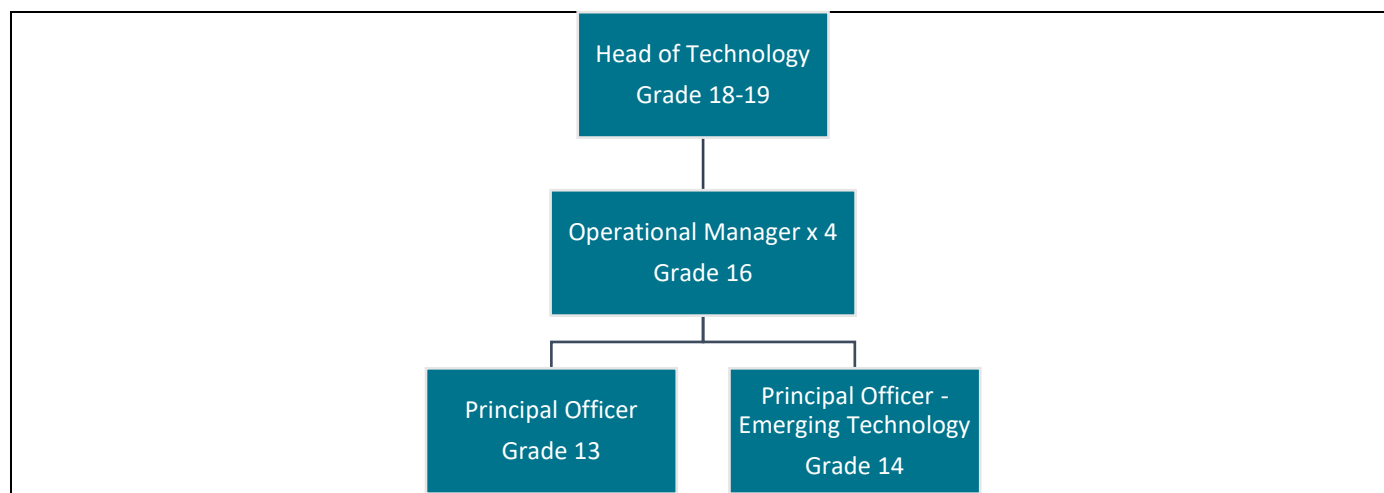 Head of Technology
Grade 18-19
Operational Manager x 4
Grade 16
Principal Officer
Grade 13
Principal Officer -
Emerging Technology
Grade 14